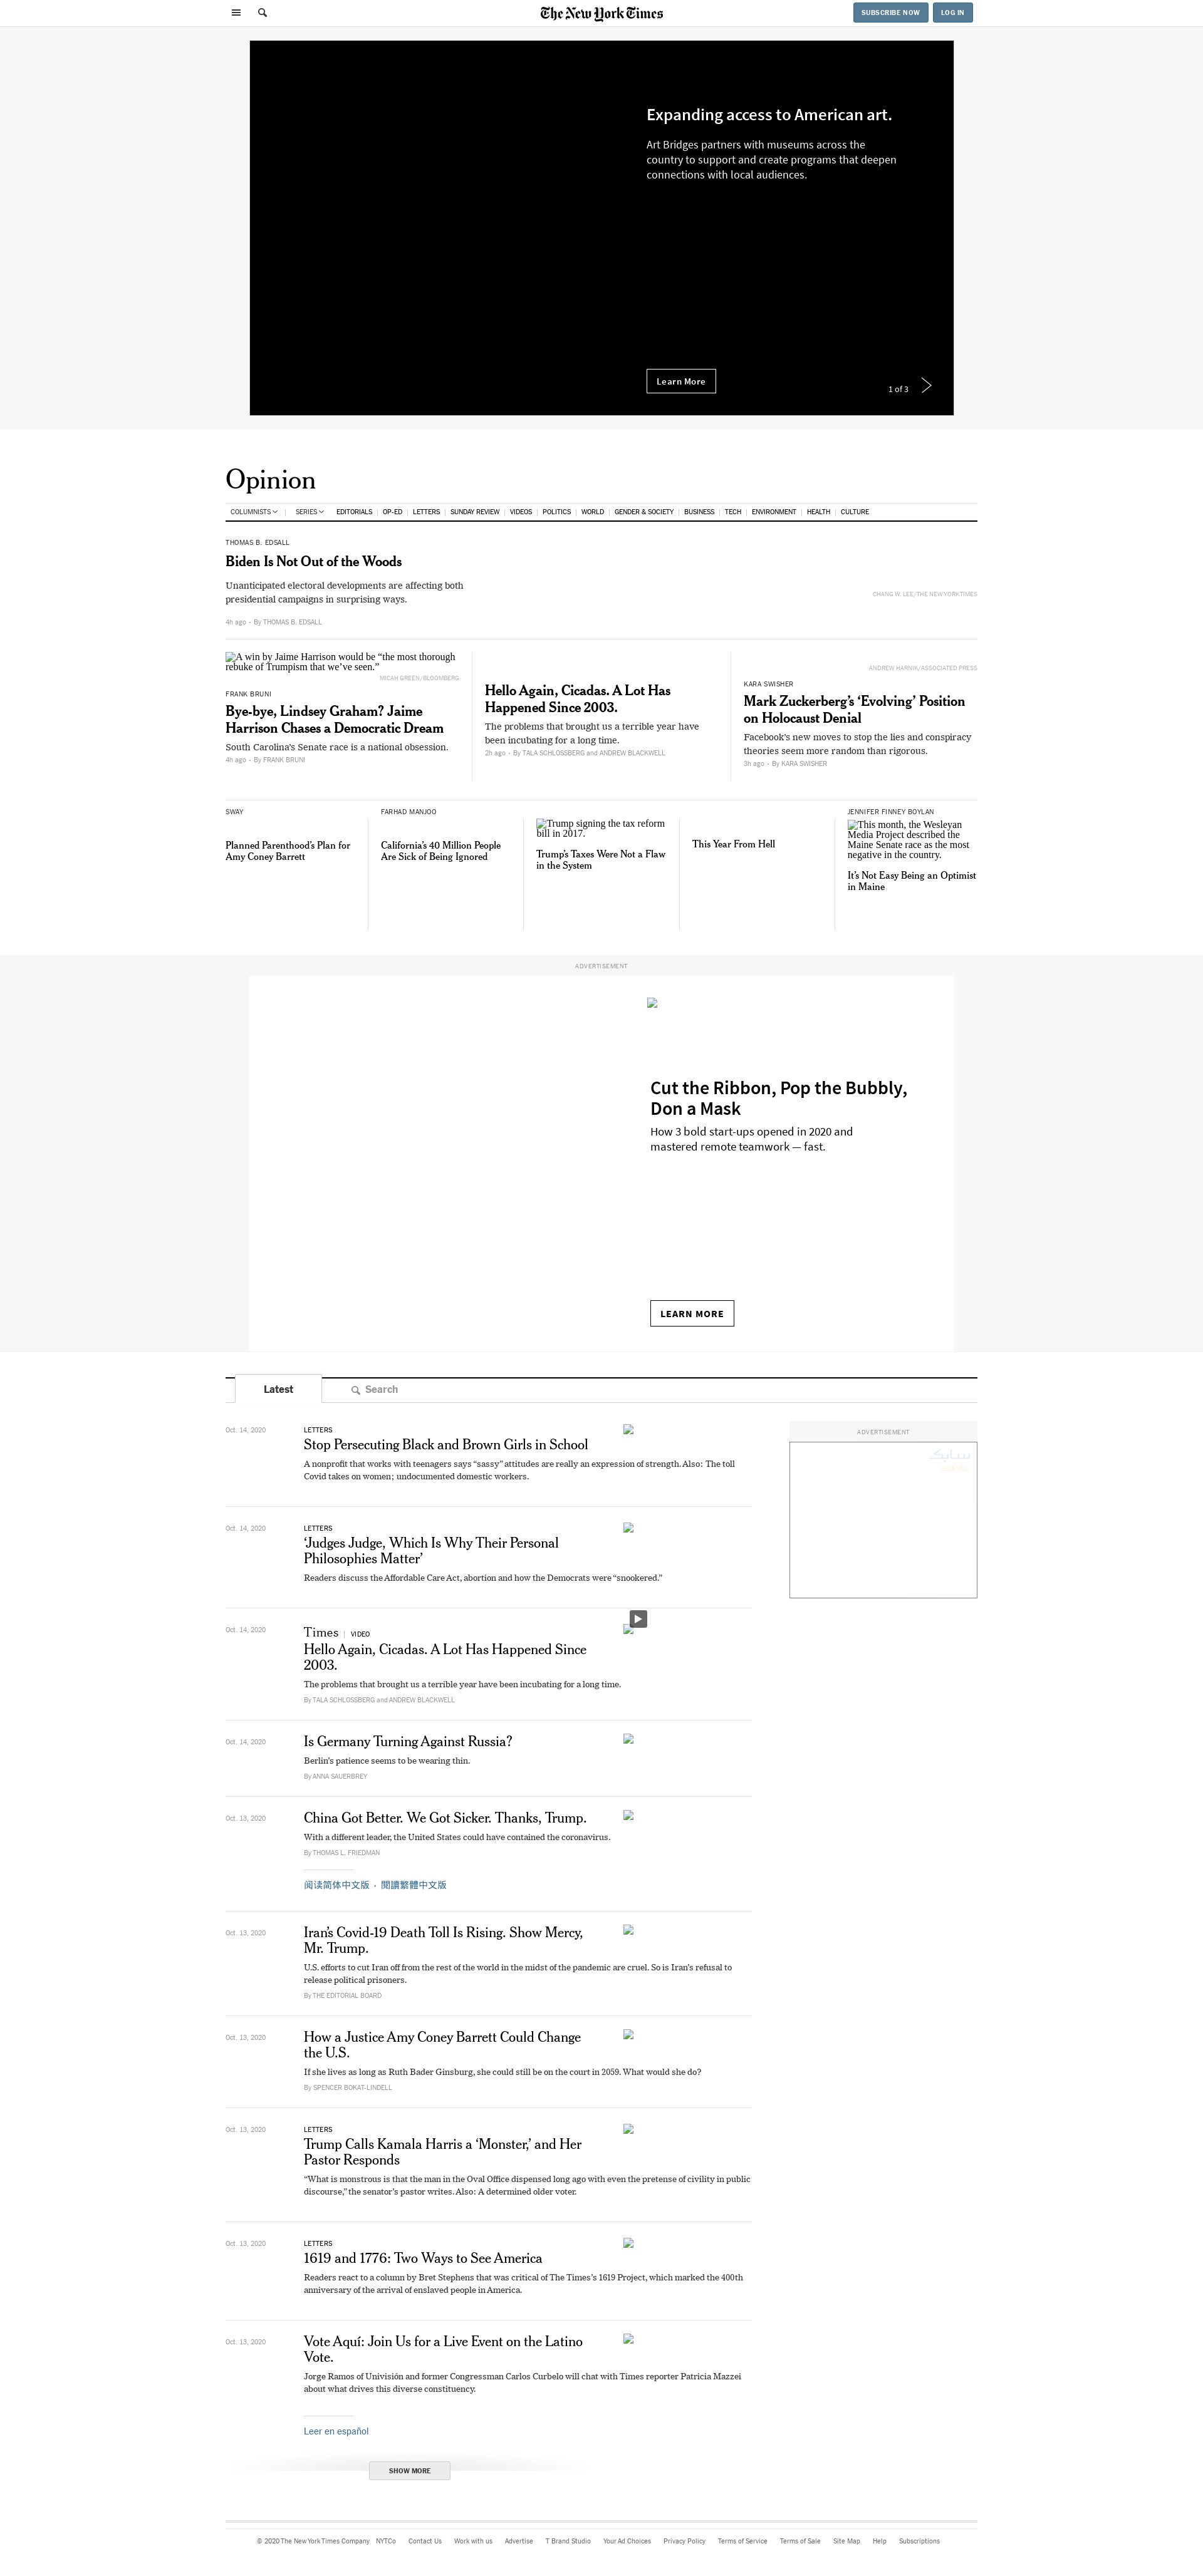 The New York Times
SUBSCRIBE NOW
LOG IN
Expanding access to American art.
Art Bridges partners with museums across the
country to support and create programs that deepen
connections with local audiences.
Learn More
1 of 3
Opinion
COLUMNISTS
SERIES
EDITORIALS
OP-ED
LETTERS
SUNDAY REVIEW
VIDEOS
POLITICS
WORLD
GENDER & SOCIETY
BUSINESS
TECH
ENVIRONMENT
HEALTH
CULTURE
THOMAS B. EDSALL
Biden Is Not Out of the Woods
Unanticipated electoral developments are affecting both
presidential campaigns in surprising ways.
4h ago • By THOMAS B. EDSALL
CHANG W. LEE/THE NEW YORK TIMES
A win by Jaime Harrison would be “the most thorough
rebuke of Trumpism that we’ve seen.”
MICAH GREEN/BLOOMBERG
FRANK BRUNI
Bye-bye, Lindsey Graham? Jaime
Harrison Chases a Democratic Dream
South Carolina’s Senate race is a national obsession.
4h ago • By FRANK BRUNI
Hello Again, Cicadas. A Lot Has
Happened Since 2003.
The problems that brought us a terrible year have
been incubating for a long time.
2h ago • By TALA SCHLOSSBERG and ANDREW BLACKWELL
ANDREW HARNIK/ASSOCIATED PRESS
KARA SWISHER
Mark Zuckerberg’s ‘Evolving’ Position
on Holocaust Denial
Facebook’s new moves to stop the lies and conspiracy
theories seem more random than rigorous.
3h ago • By KARA SWISHER
SWAY
Planned Parenthood’s Plan for
Amy Coney Barrett
FARHAD MANJOO
California’s 40 Million People
Are Sick of Being Ignored
Trump signing the tax reform
bill in 2017.
Trump’s Taxes Were Not a Flaw
in the System
This Year From Hell
JENNIFER FINNEY BOYLAN
This month, the Wesleyan
Media Project described the
Maine Senate race as the most
negative in the country.
It’s Not Easy Being an Optimist
in Maine
ADVERTISEMENT
Cut the Ribbon, Pop the Bubbly,
Don a Mask
How 3 bold start-ups opened in 2020 and
mastered remote teamwork — fast.
LEARN MORE
Latest
Search
ADVERTISEMENT
سابك
Oct. 14, 2020
LETTERS
Stop Persecuting Black and Brown Girls in School
A nonprofit that works with teenagers says “sassy” attitudes are really an expression of strength. Also: The toll
Covid takes on women; undocumented domestic workers.
Oct. 14, 2020
LETTERS
‘Judges Judge, Which Is Why Their Personal
Philosophies Matter’
Readers discuss the Affordable Care Act, abortion and how the Democrats were “snookered.”
Oct. 14, 2020
Times | VIDEO
Hello Again, Cicadas. A Lot Has Happened Since
2003.
The problems that brought us a terrible year have been incubating for a long time.
By TALA SCHLOSSBERG and ANDREW BLACKWELL
Oct. 14, 2020
Is Germany Turning Against Russia?
Berlin’s patience seems to be wearing thin.
By ANNA SAUERBREY
Oct. 13, 2020
China Got Better. We Got Sicker. Thanks, Trump.
With a different leader, the United States could have contained the coronavirus.
By THOMAS L. FRIEDMAN
阅读简体中文版 • 閱讀繁體中文版
Oct. 13, 2020
Iran’s Covid-19 Death Toll Is Rising. Show Mercy,
Mr. Trump.
U.S. efforts to cut Iran off from the rest of the world in the midst of the pandemic are cruel. So is Iran’s refusal to
release political prisoners.
By THE EDITORIAL BOARD
Oct. 13, 2020
How a Justice Amy Coney Barrett Could Change
the U.S.
If she lives as long as Ruth Bader Ginsburg, she could still be on the court in 2059. What would she do?
By SPENCER BOKAT-LINDELL
Oct. 13, 2020
LETTERS
Trump Calls Kamala Harris a ‘Monster,’ and Her
Pastor Responds
“What is monstrous is that the man in the Oval Office dispensed long ago with even the pretense of civility in public
discourse,” the senator’s pastor writes. Also: A determined older voter.
Oct. 13, 2020
LETTERS
1619 and 1776: Two Ways to See America
Readers react to a column by Bret Stephens that was critical of The Times’s 1619 Project, which marked the 400th
anniversary of the arrival of enslaved people in America.
Oct. 13, 2020
Vote Aquí: Join Us for a Live Event on the Latino
Vote.
Jorge Ramos of Univisión and former Congressman Carlos Curbelo will chat with Times reporter Patricia Mazzei
about what drives this diverse constituency.
Leer en español
SHOW MORE
© 2020 The New York Times Company
NYTCo
Contact Us
Work with us
Advertise
T Brand Studio
Your Ad Choices
Privacy Policy
Terms of Service
Terms of Sale
Site Map
Help
Subscriptions